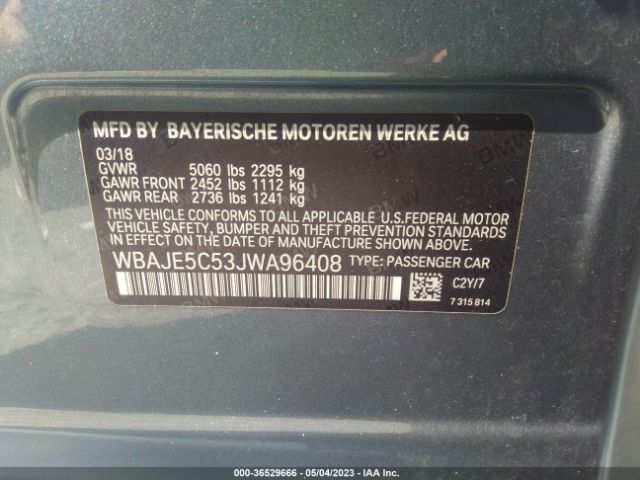 MFD BY BAYERISCHE MOTOREN WERKE AG
03/18
GVWR 5060 lbs 2295 kg
GAWR FRONT 2452 lbs 1112 kg
GAWR REAR 2736 lbs 1241 kg
THIS VEHICLE CONFORMS TO ALL APPLICABLE U.S.FEDERAL MOTOR
VEHICLE SAFETY, BUMPER AND THEFT PREVENTION STANDARDS
IN EFFECT ON THE DATE OF MANUFACTURE SHOWN ABOVE.
WBAJE5C53JWA96408 TYPE: PASSENGER CAR
C2Y/7
7 315 814
000-36529666 - 05/04/2023 - IAA Inc.